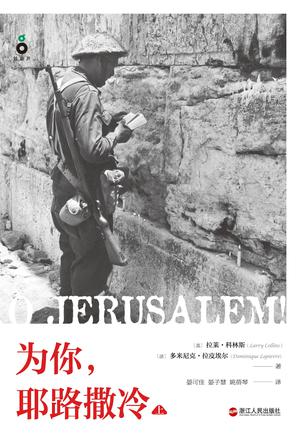 O JERUSALEM!
为你,
耶路撒冷 上
[美] 拉莱·科林斯 (Larry Collins)
[法] 多米尼克·拉皮埃尔 (Dominique Lapierre)
著
晏可佳 晏子慧 姚蓓琴 译
浙江人民出版社